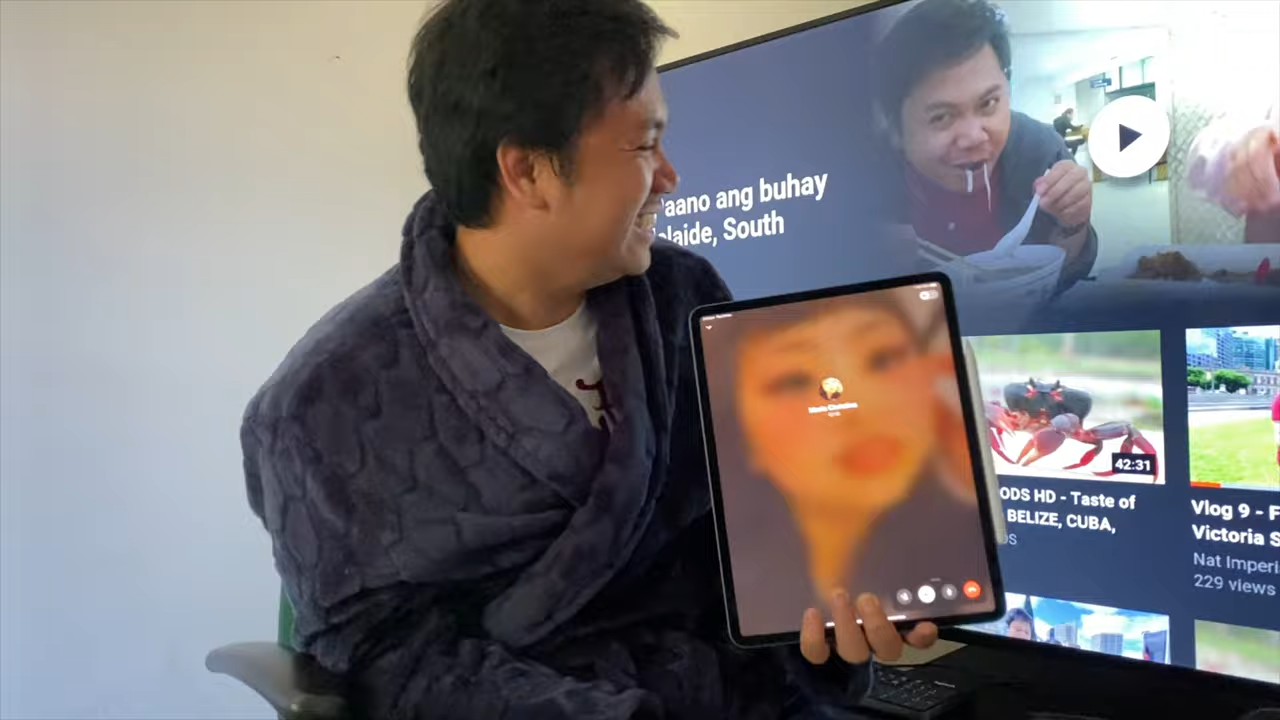 Paano ang buhay
elaide, South
42:31
ODS HD - Taste of
BELIZE, CUBA,
Vlog 9 - F
Victoria S
Nat Imperi
229 views